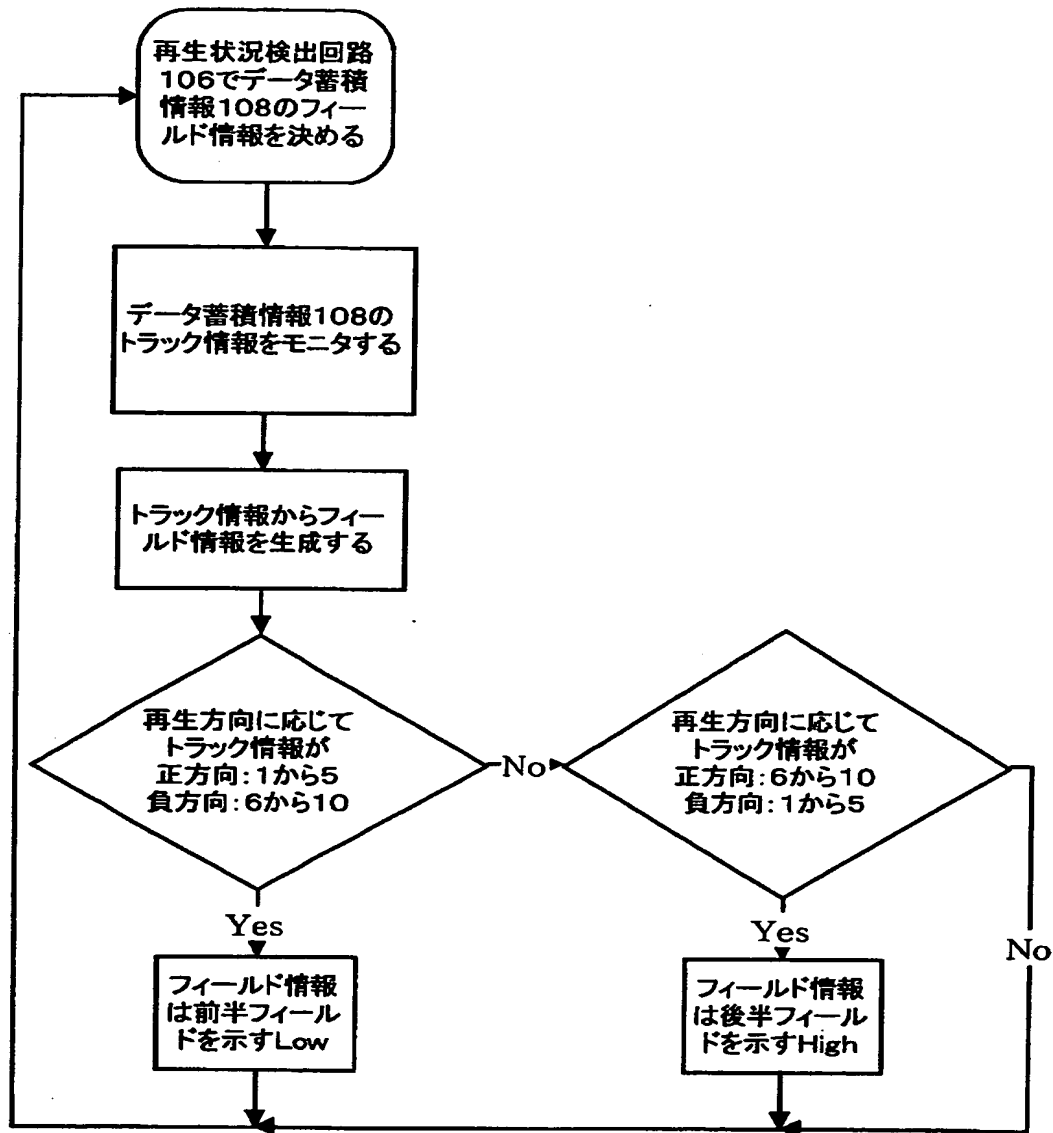 再生状況検出回路
106でデータ蓄積
情報108のフィー
ルド情報を決める
データ蓄積情報108の
トラック情報をモニタする
トラック情報からフィー
ルド情報を生成する
再生方向に応じて
トラック情報が
正方向:1から5
負方向:6から10
No
再生方向に応じて
トラック情報が
正方向:6から10
負方向:1から5
Yes
Yes
No
フィールド情報
は前半フィール
ドを示すLow
フィールド情報
は後半フィール
ドを示すHigh